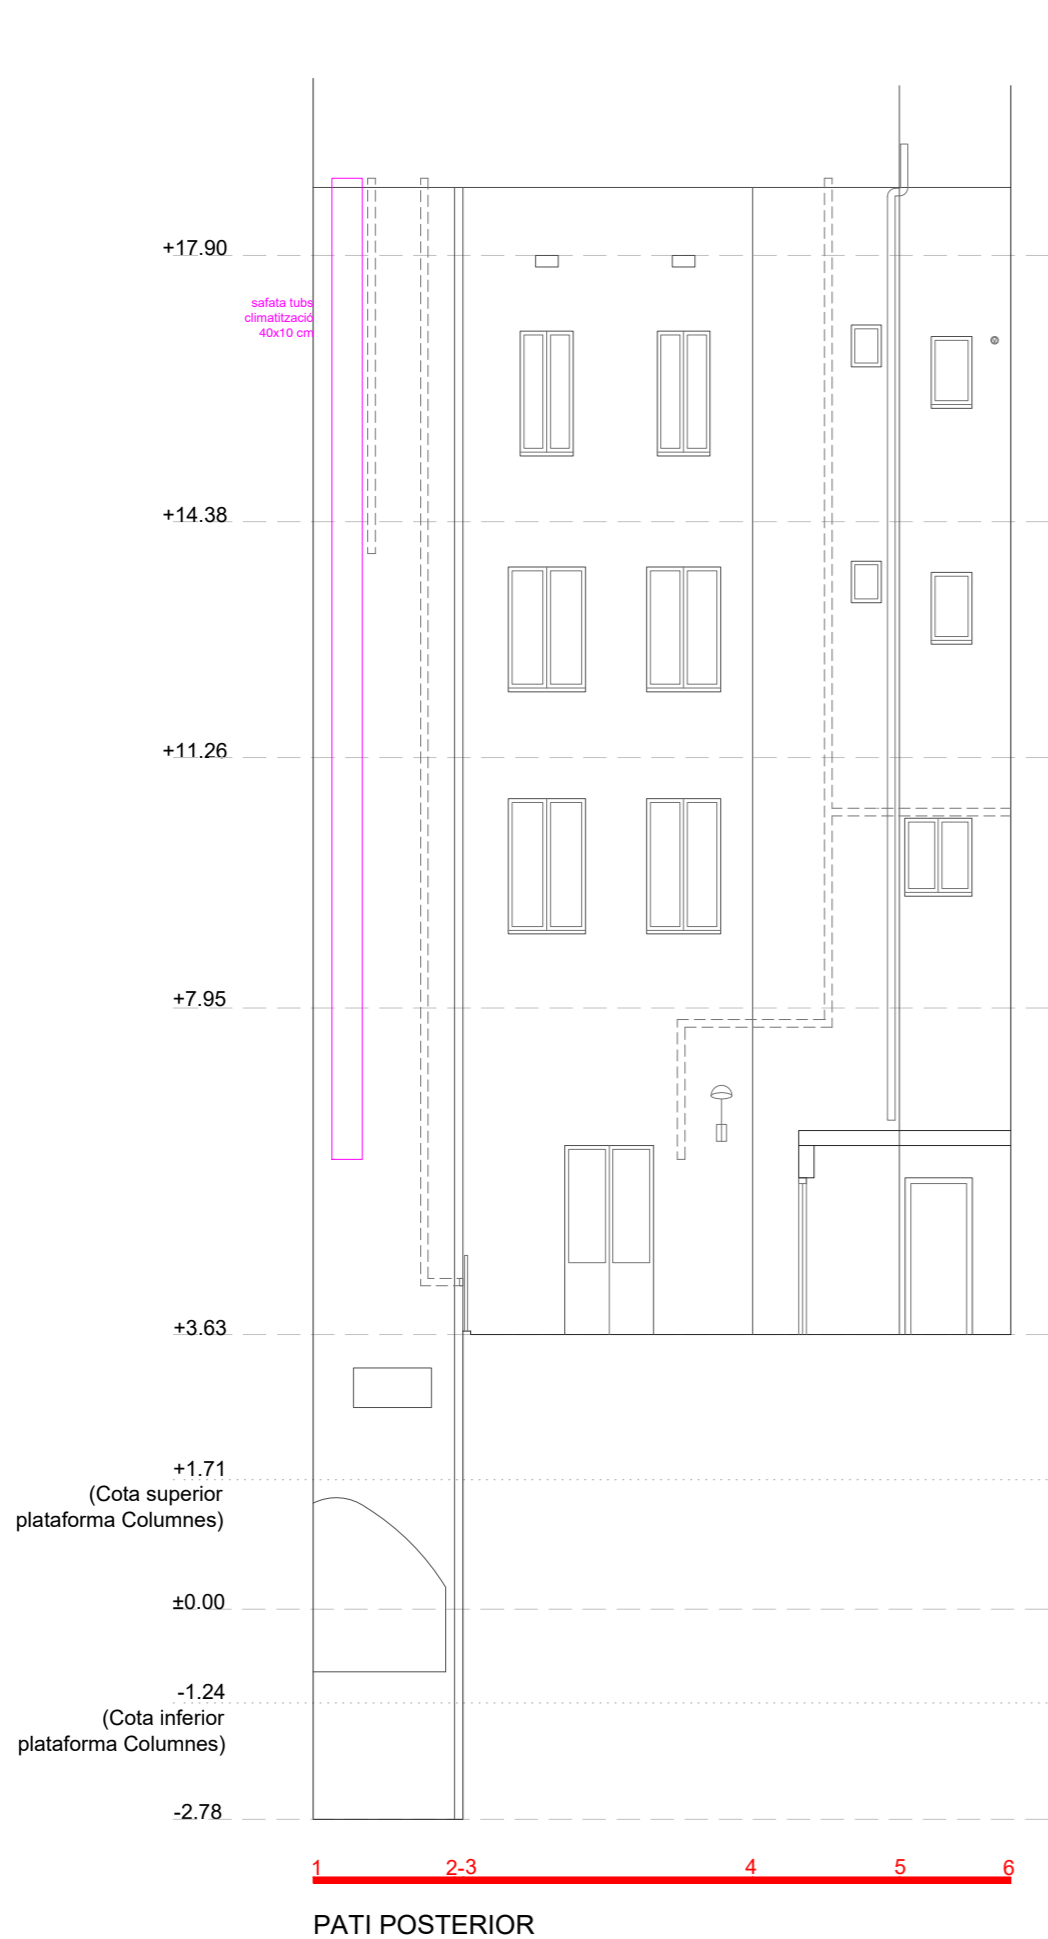 +17.90
safata tubs
climatització
40x10 cm
+14.38
+11.26
+7.95
+3.63
+1.71
(Cota superior
plataforma Columnes)
±0.00
-1.24
(Cota inferior
plataforma Columnes)
-2.78
1 2-3 4 5 6
PATI POSTERIOR